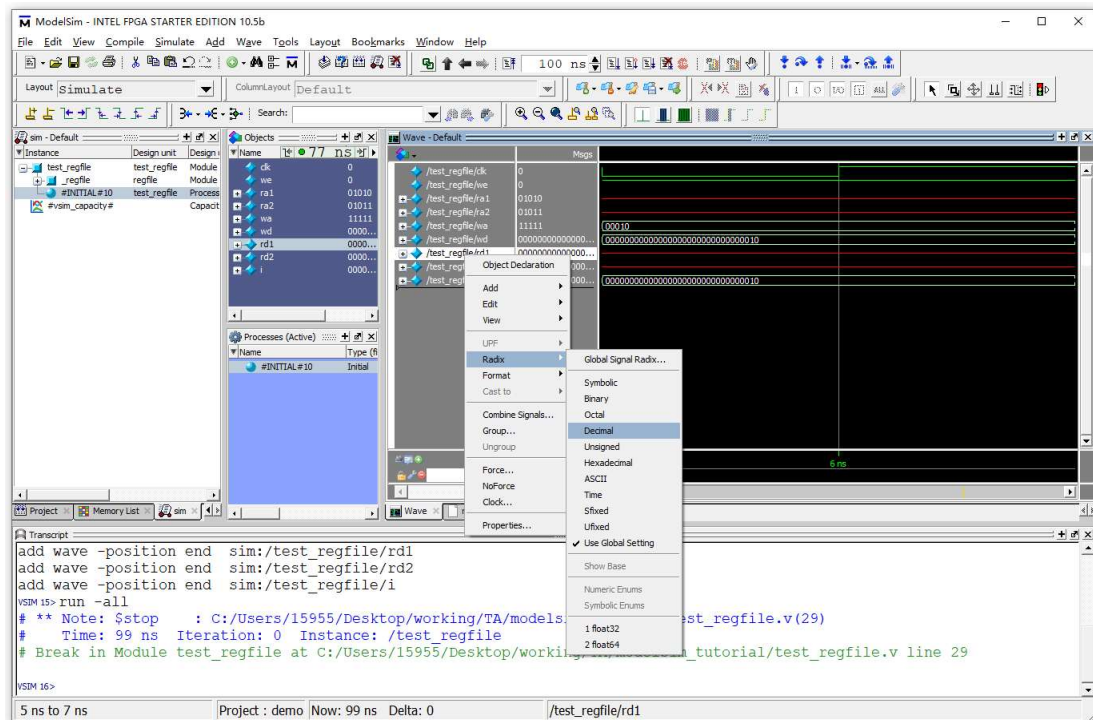 ModelSim - INTEL FPGA STARTER EDITION 10.5b
File Edit View Compile Simulate Add Wave Tools Layout Bookmarks Window Help
100 ns
Layout Simulate
ColumnLayout Default
ALL
Search:
sim - Default
Instance Design unit Design
test_regfile test_regfile Module
_regfile regfile Module
#INITIAL#10 test_regfile Process
#vsim_capacity# Capacit
Project Memory List sim
Objects
Name 77 ns
clk 0
we 0
ra1 01010
ra2 01011
wa 11111
wd 0000...
rd1 0000...
rd2 0000...
i 0000...
Processes (Active)
Name Type (fi
#INITIAL#10 Initial
Wave - Default
Msgs
/test_regfile/clk 0
/test_regfile/we 0
/test_regfile/ra1 01010
/test_regfile/ra2 01011
/test_regfile/wa 11111 00010
/test_regfile/wd 00000000000000... 00000000000000000000000000000010
/test_regfile/rd1 00000000000000...
/test_reg 000...
/test_reg 000... 00000000000000000000000000000010
6 ns
Wave
Object Declaration
Add
Edit
View
UPF
Radix
Format
Cast to
Combine Signals...
Group...
Ungroup
Force...
NoForce
Clock...
Properties...
Global Signal Radix...
Symbolic
Binary
Octal
Decimal
Unsigned
Hexadecimal
ASCII
Time
Sfixed
Ufixed
Use Global Setting
Show Base
Numeric Enums
Symbolic Enums
1 float32
2 float64
Transcript
add wave -position end sim:/test_regfile/rd1
add wave -position end sim:/test_regfile/rd2
add wave -position end sim:/test_regfile/i
VSIM 15> run -all
# ** Note: $stop : C:/Users/15955/Desktop/working/TA/models est_regfile.v(29)
# Time: 99 ns Iteration: 0 Instance: /test_regfile
# Break in Module test_regfile at C:/Users/15955/Desktop/working/ _tutorial/test_regfile.v line 29
VSIM 16>
5 ns to 7 ns Project : demo Now: 99 ns Delta: 0 /test_regfile/rd1